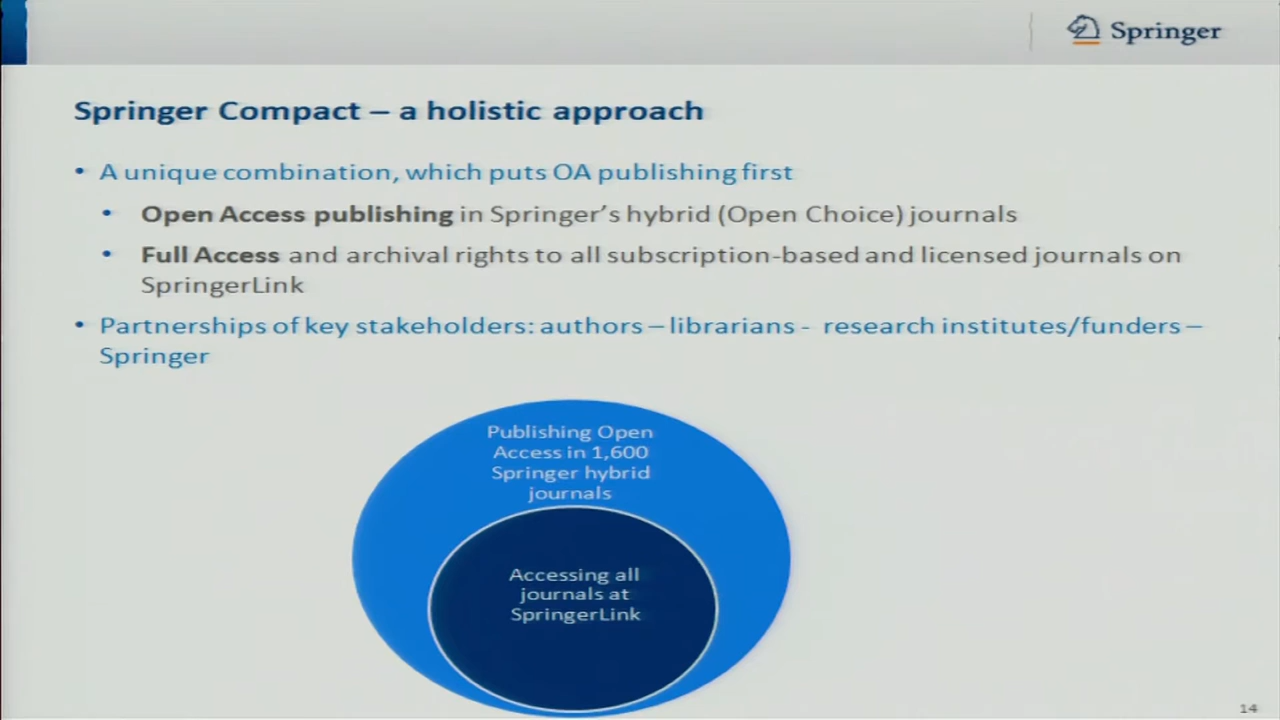 Springer
Springer Compact – a holistic approach
• A unique combination, which puts OA publishing first
• Open Access publishing in Springer's hybrid (Open Choice) journals
• Full Access and archival rights to all subscription-based and licensed journals on
SpringerLink
• Partnerships of key stakeholders: authors – librarians - research institutes/funders –
Springer
Publishing Open
Access in 1,600
Springer hybrid
journals
Accessing all
journals at
SpringerLink
14